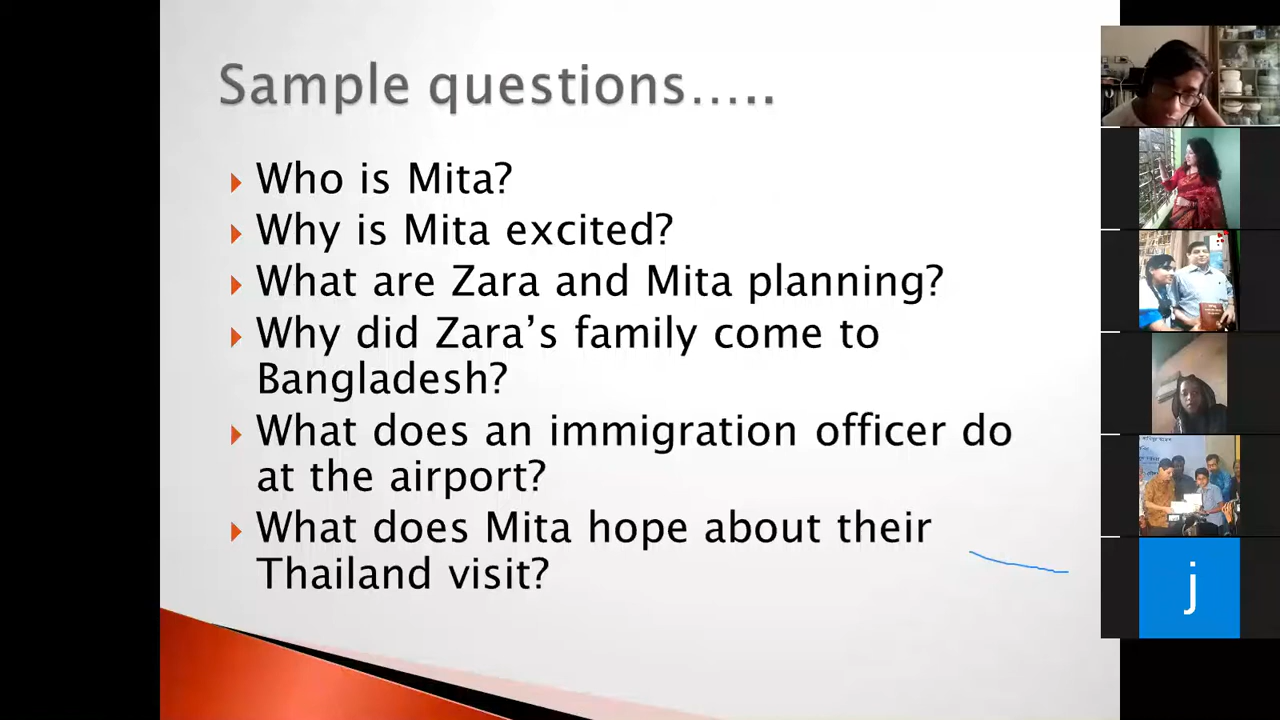 Sample questions.....
Who is Mita?
Why is Mita excited?
What are Zara and Mita planning?
Why did Zara’s family come to
Bangladesh?
What does an immigration officer do
at the airport?
What does Mita hope about their
Thailand visit?
j